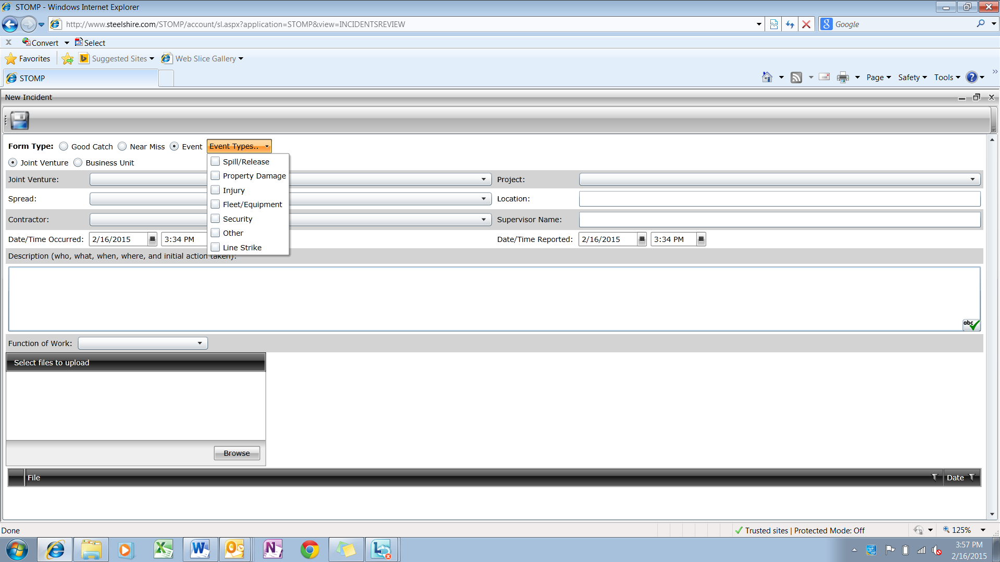 STOMP - Windows Internet Explorer
http://www.steelshire.com/STOMP/account/sl.aspx?application=STOMP&view=INCIDENTSREVIEW
Google
Convert Select
Favorites Suggested Sites Web Slice Gallery
STOMP Page Safety Tools
New Incident
Form Type: Good Catch Near Miss Event Event Types..
Spill/Release
Joint Venture Business Unit
Property Damage
Joint Venture: Project:
Injury
Spread: Location:
Fleet/Equipment
Contractor: Security Supervisor Name:
Other
Date/Time Occurred: 2/16/2015 3:34 PM Date/Time Reported: 2/16/2015 3:34 PM
Line Strike
Description (who, what, when, where, and initial action taken):
abc
Function of Work:
Select files to upload
Browse
File Date
Done Trusted sites | Protected Mode: Off 125%
3:57 PM
2/16/2015